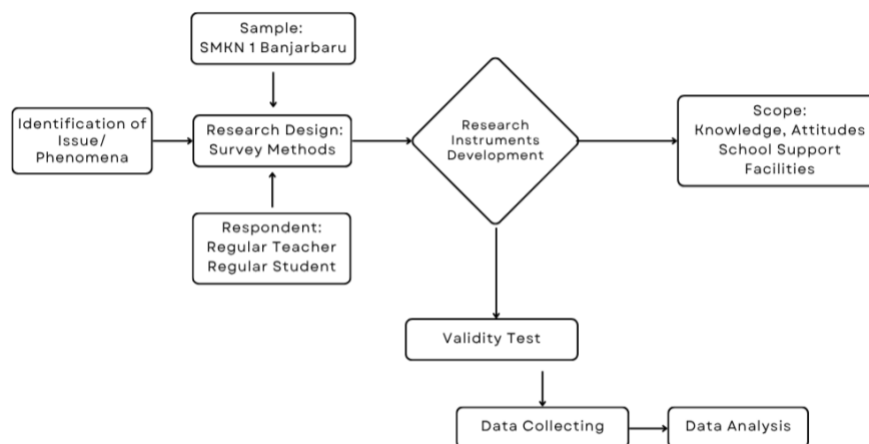 Sample:
SMKN 1 Banjarbaru
Identification of
Issue/
Phenomena
Research Design:
Survey Methods
Research
Instruments
Development
Scope:
Knowledge, Attitudes
School Support
Facilities
Respondent:
Regular Teacher
Regular Student
Validity Test
Data Collecting
Data Analysis